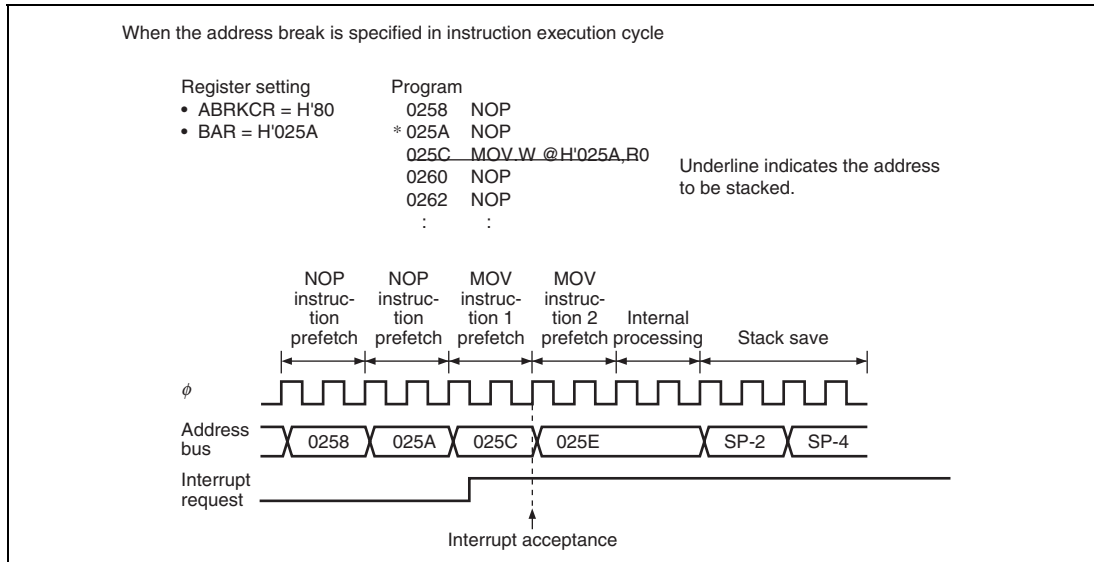 When the address break is specified in instruction execution cycle
Register setting
• ABRKCR = H'80
• BAR = H'025A
Program
0258 NOP
* 025A NOP
025C MOV.W @H'025A,R0
0260 NOP
0262 NOP
: :
Underline indicates the address
to be stacked.
NOP
instruc-
tion
prefetch
NOP
instruc-
tion
prefetch
MOV
instruc-
tion 1
prefetch
MOV
instruc-
tion 2
prefetch
Internal
processing
Stack save
φ
Address
bus
0258 025A 025C 025E SP-2 SP-4
Interrupt
request
Interrupt acceptance